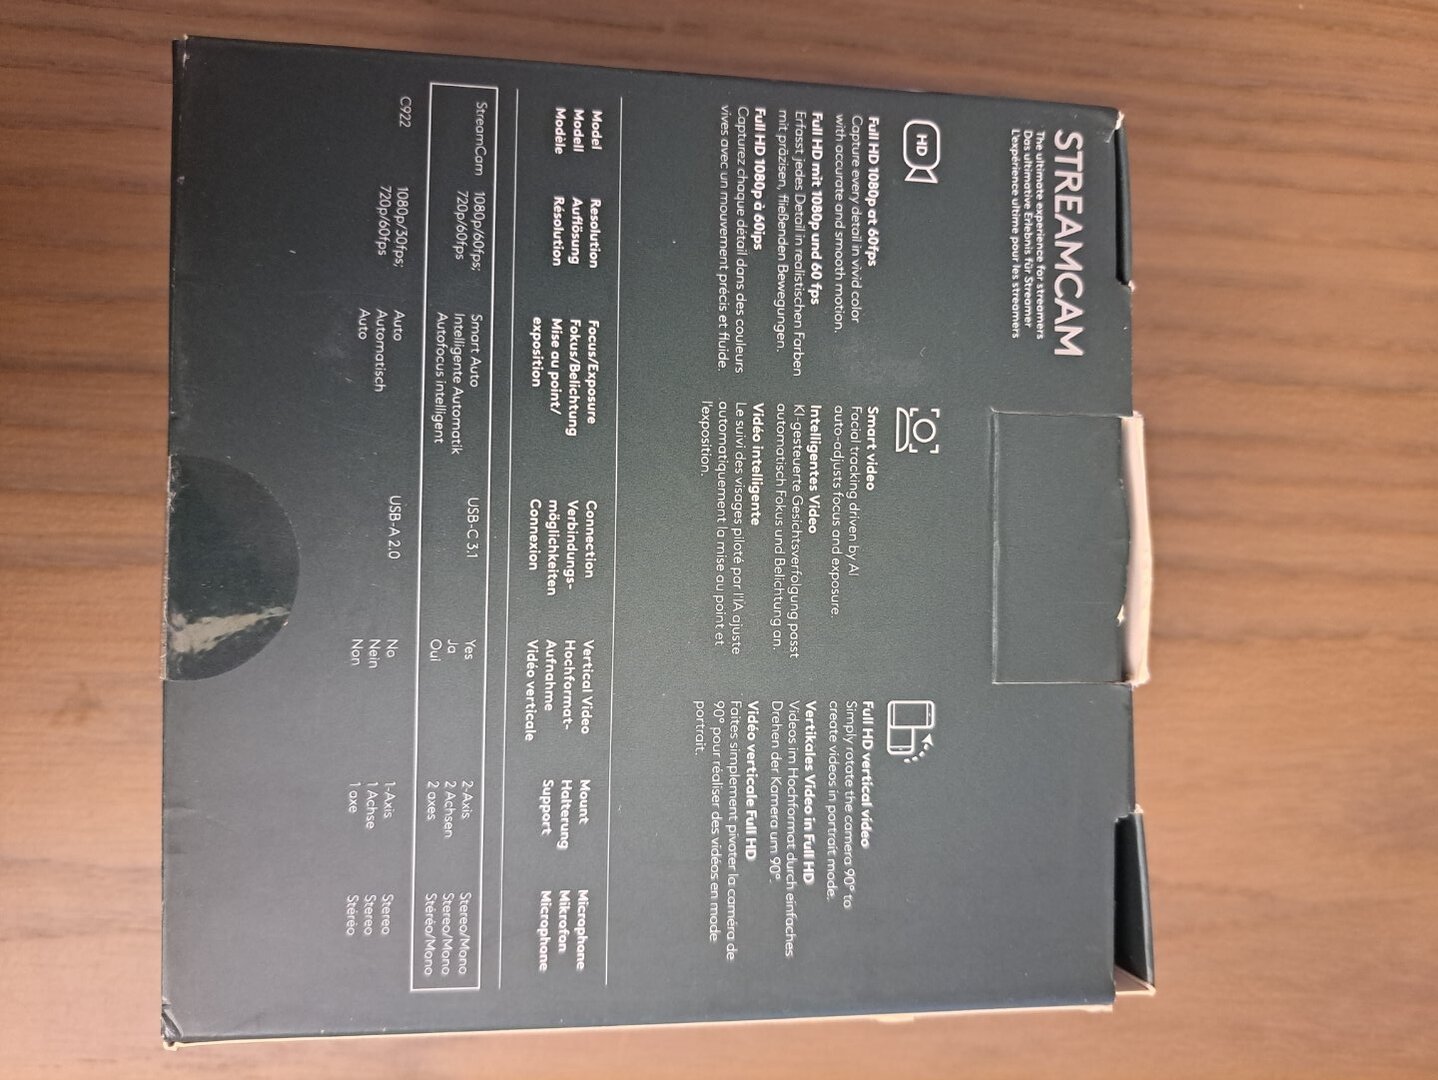 STREAMCAM
The ultimate experience for streamers
Das ultimative Erlebnis für Streamer
L'expérience ultime pour les streamers
HD
Full HD 1080p at 60fps
Capture every detail in vivid color
with accurate and smooth motion.
Full HD mit 1080p und 60 fps
Erfasst jedes Detail in realistischen Farben
mit präzisen, fließenden Bewegungen.
Full HD 1080p à 60ips
Capturez chaque détail dans des couleurs
vives avec un mouvement précis et fluide.
Smart video
Facial tracking driven by AI
auto-adjusts focus and exposure.
Intelligentes Video
KI-gesteuerte Gesichtsverfolgung passt
automatisch Fokus und Belichtung an.
Vidéo intelligente
Le suivi des visages piloté par l'IA ajuste
automatiquement la mise au point et
l'exposition.
Full HD vertical video
Simply rotate the camera 90° to
create videos in portrait mode.
Vertikales Video in Full HD
Videos im Hochformat durch einfaches
Drehen der Kamera um 90°.
Vidéo verticale Full HD
Faites simplement pivoter la caméra de
90° pour réaliser des vidéos en mode
portrait.
Model
Modell
Modèle
Resolution
Auflösung
Résolution
Focus/Exposure
Fokus/Belichtung
Mise au point/
exposition
Connection
Verbindungs-
möglichkeiten
Connexion
Vertical Video
Hochformat-
Aufnahme
Vidéo verticale
Mount
Halterung
Support
Microphone
Mikrofon
Microphone
StreamCam
1080p/60fps;
720p/60fps
Smart Auto
Intelligente Automatik
Autofocus intelligent
USB-C 3.1
Yes
Ja
Oui
2-Axis
2 Achsen
2 axes
Stereo/Mono
Stereo/Mono
Stéréo/Mono
C922
1080p/30fps;
720p/60fps
Auto
Automatisch
Auto
USB-A 2.0
No
Nein
Non
1-Axis
1 Achse
1 axe
Stereo
Stereo
Stéréo